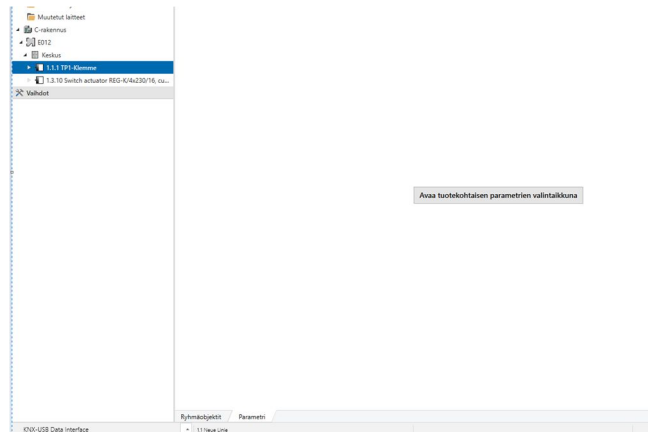 Muutetut laitteet
C-rakennus
E012
Keskus
1.1.1 TP1-Klemme
1.3.10 Switch actuator REG-K/4x230/16, cu...
Vaihdot
Avaa tuotekohtaisen parametrien valintaikkuna
Ryhmäobjektit
Parametri
KNX-USB Data Interface
1.1 Neue Linie